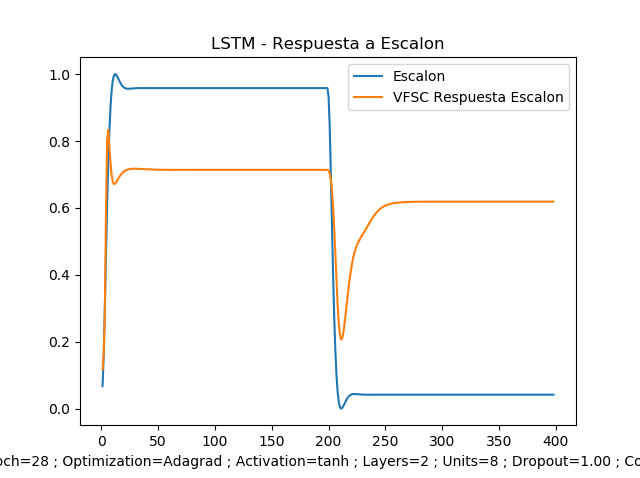 LSTM - Respuesta a Escalon
Escalon
VFSC Respuesta Escalon
1.0
0.8
0.6
0.4
0.2
0.0
0 50 100 150 200 250 300 350 400
och=28 ; Optimization=Adagrad ; Activation=tanh ; Layers=2 ; Units=8 ; Dropout=1.00 ; Co